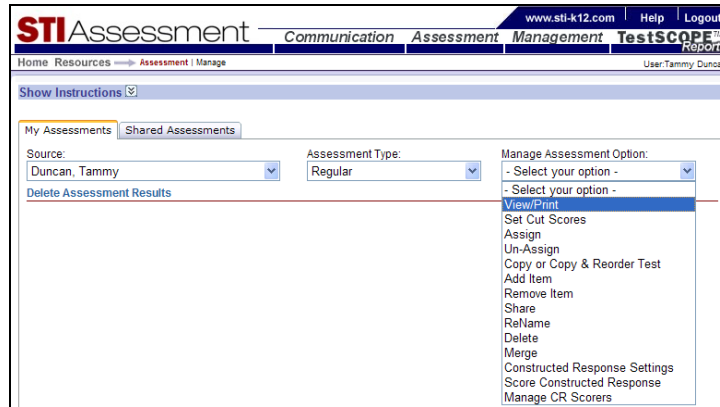 www.sti-k12.com Help Logout
STIAssessment
Communication Assessment Management TestSCOPE™
Report
Home Resources Assessment | Manage User:Tammy Dunca
Show Instructions
My Assessments Shared Assessments
Source: Assessment Type: Manage Assessment Option:
Duncan, Tammy Regular - Select your option -
Delete Assessment Results - Select your option -
View/Print
Set Cut Scores
Assign
Un-Assign
Copy or Copy & Reorder Test
Add Item
Remove Item
Share
ReName
Delete
Merge
Constructed Response Settings
Score Constructed Response
Manage CR Scorers